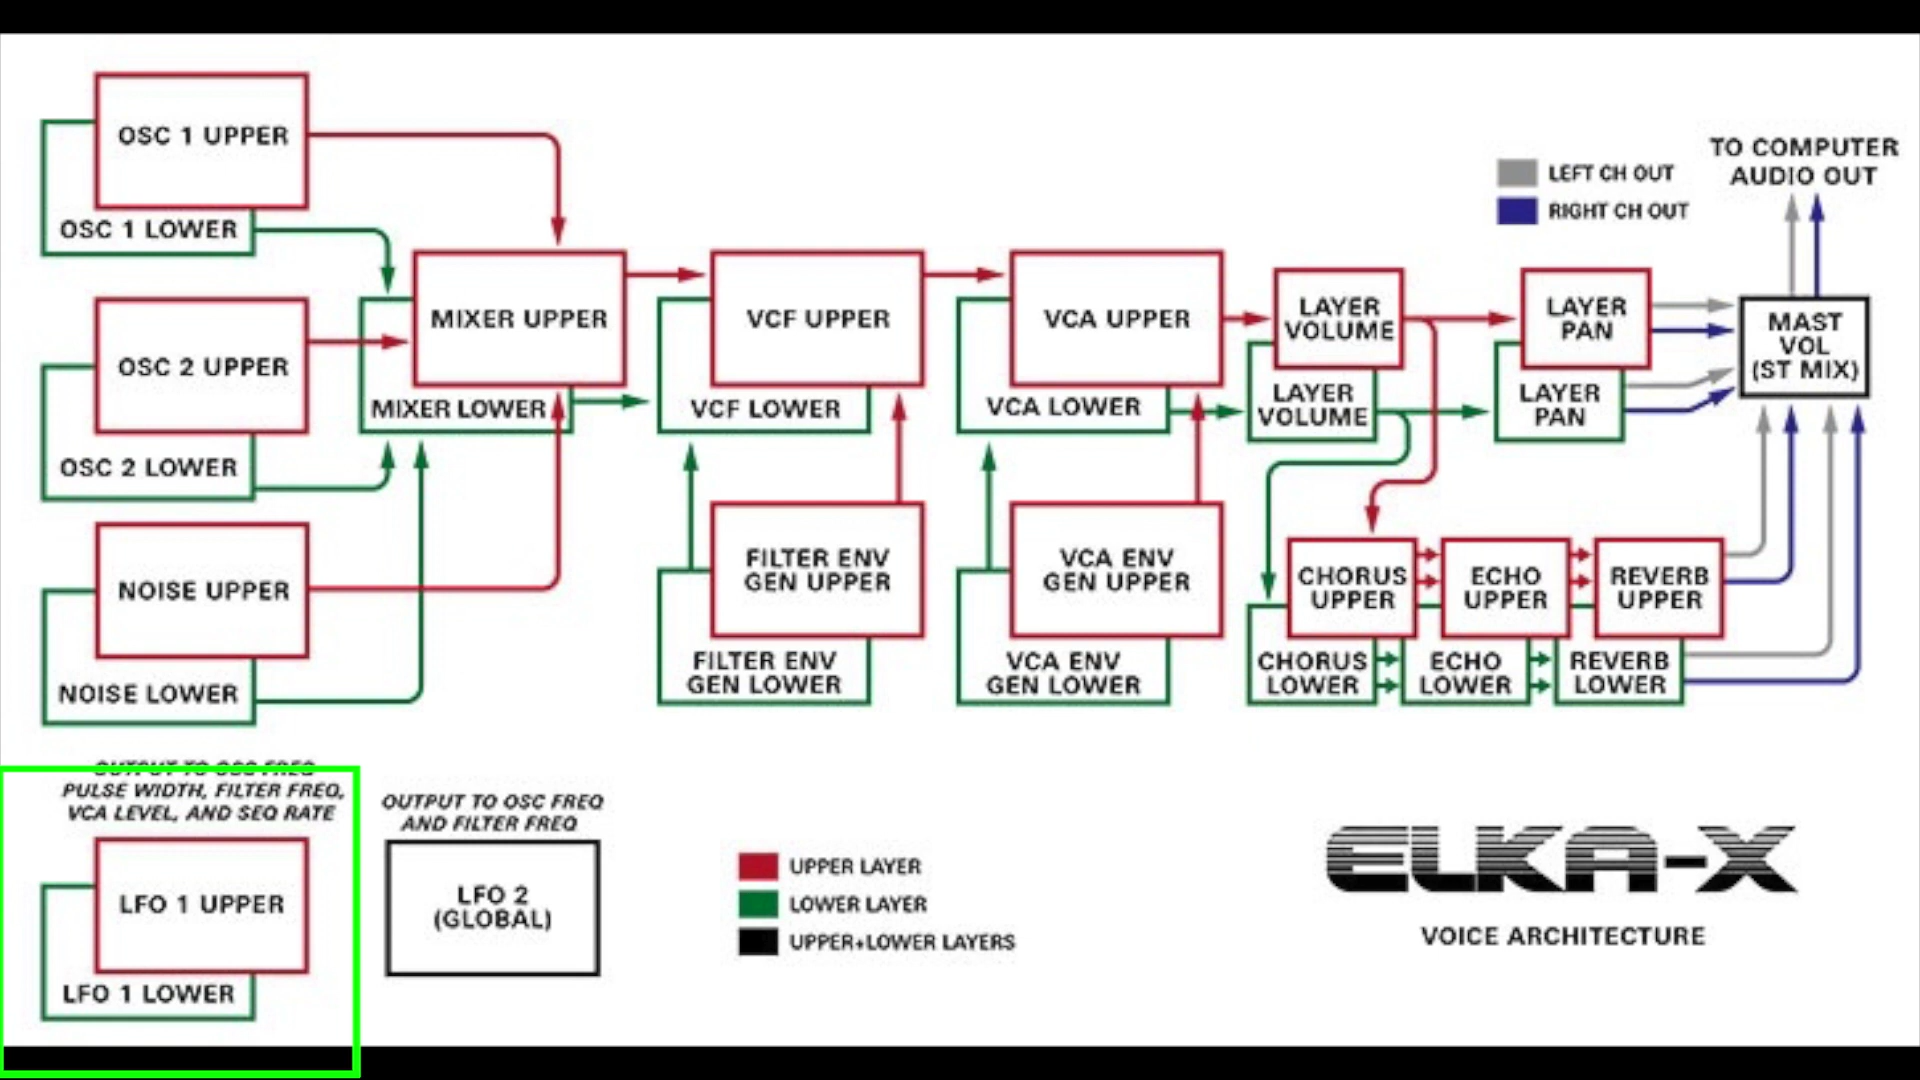 OSC 1 UPPER
OSC 1 LOWER
OSC 2 UPPER
OSC 2 LOWER
NOISE UPPER
NOISE LOWER
MIXER UPPER
MIXER LOWER
VCF UPPER
VCF LOWER
FILTER ENV
GEN UPPER
FILTER ENV
GEN LOWER
VCA UPPER
VCA LOWER
VCA ENV
GEN UPPER
VCA ENV
GEN LOWER
LAYER
VOLUME
LAYER
VOLUME
LEFT CH OUT
RIGHT CH OUT
TO COMPUTER
AUDIO OUT
LAYER
PAN
LAYER
PAN
MAST
VOL
(ST MIX)
CHORUS
UPPER
ECHO
UPPER
REVERB
UPPER
CHORUS
LOWER
ECHO
LOWER
REVERB
LOWER
OUTPUT TO OSC FREQ
PULSE WIDTH, FILTER FREQ,
VCA LEVEL, AND SEQ RATE
LFO 1 UPPER
LFO 1 LOWER
OUTPUT TO OSC FREQ
AND FILTER FREQ
LFO 2
(GLOBAL)
UPPER LAYER
LOWER LAYER
UPPER+LOWER LAYERS
ELKA-X
VOICE ARCHITECTURE